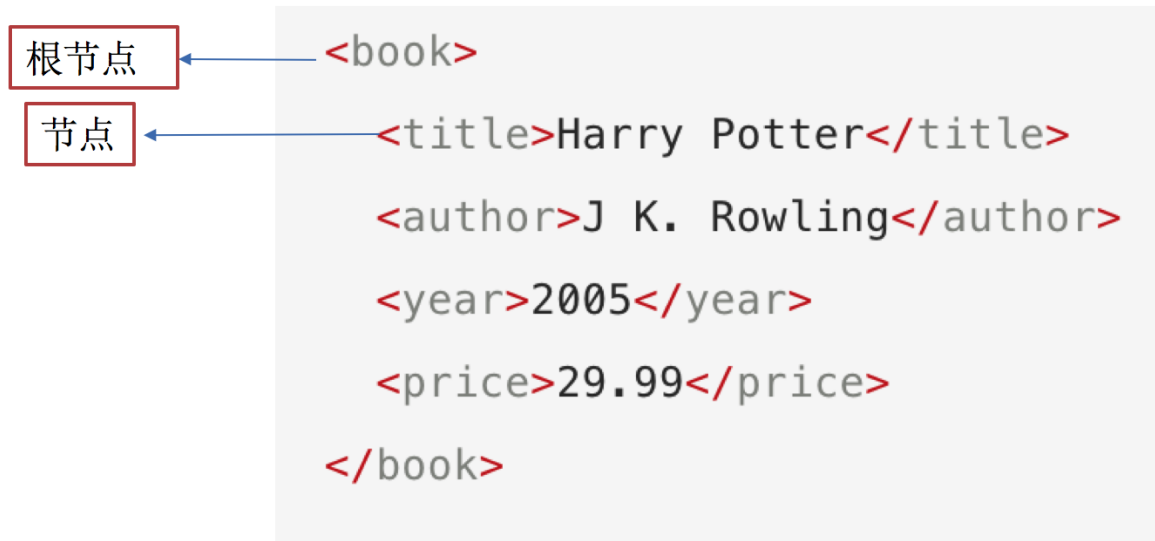 根节点
<book>
节点
<title>Harry Potter</title>
<author>J K. Rowling</author>
<year>2005</year>
<price>29.99</price>
</book>